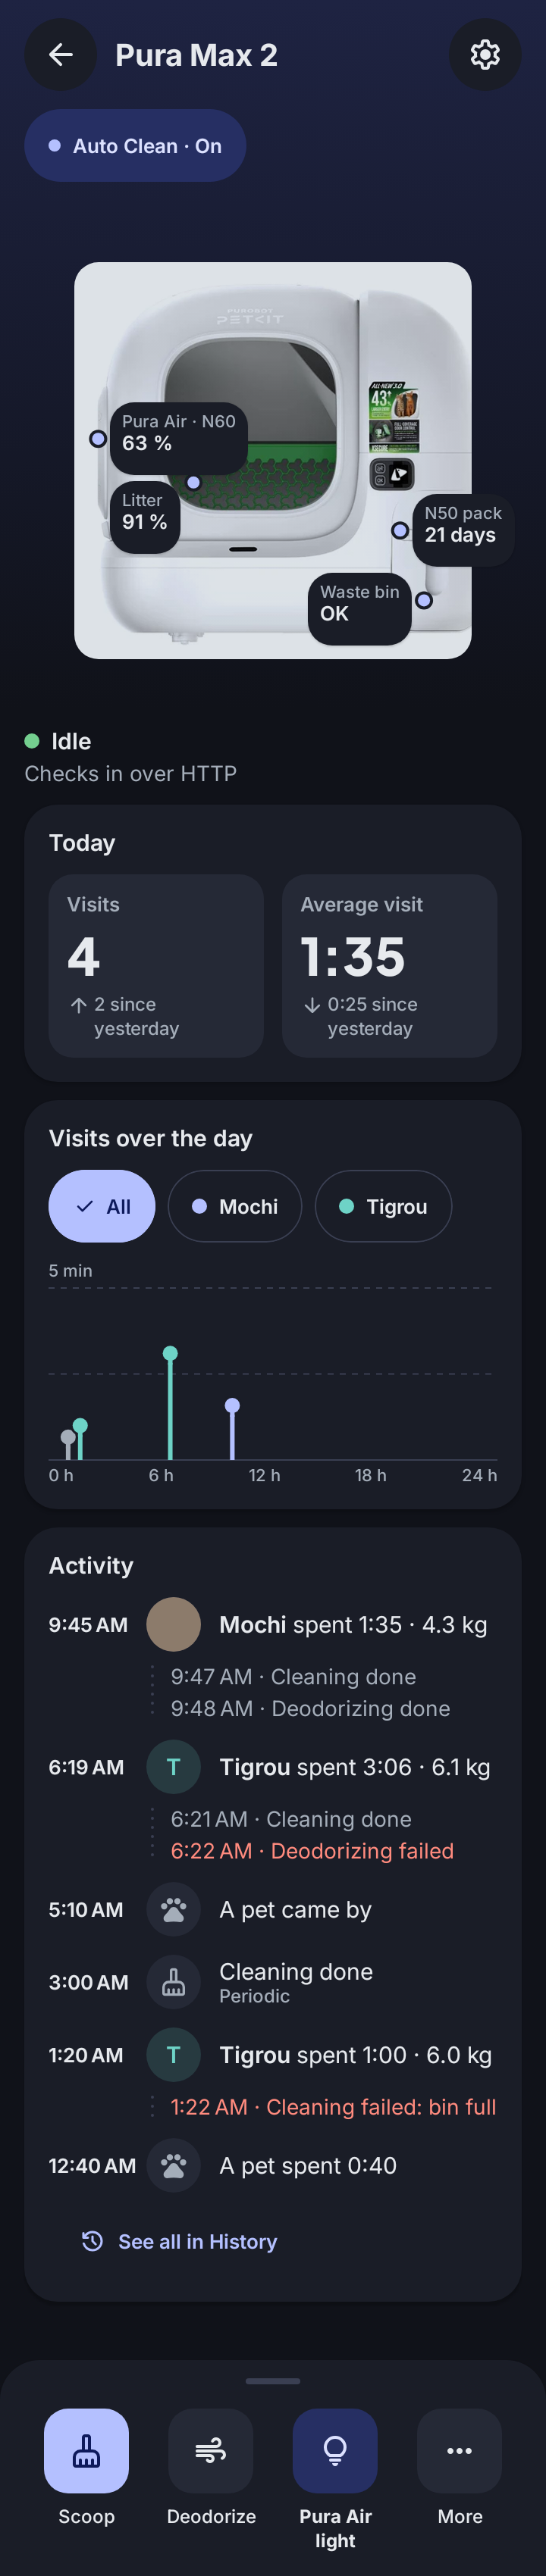 Pura Max 2
Auto Clean · On
PUROBOT
PETKIT
ALL-NEW 3.0
43
Pura Air · N60
63 %
Litter
91 %
N50 pack
21 days
Waste bin
OK
Idle
Checks in over HTTP
Today
Visits
4
2 since
yesterday
Average visit
1:35
0:25 since
yesterday
Visits over the day
All
Mochi
Tigrou
5 min
0 h
6 h
12 h
18 h
24 h
Activity
9:45 AM
Mochi spent 1:35 · 4.3 kg
9:47 AM · Cleaning done
9:48 AM · Deodorizing done
6:19 AM
T
Tigrou spent 3:06 · 6.1 kg
6:21 AM · Cleaning done
6:22 AM · Deodorizing failed
5:10 AM
A pet came by
3:00 AM
Cleaning done
Periodic
1:20 AM
T
Tigrou spent 1:00 · 6.0 kg
1:22 AM · Cleaning failed: bin full
12:40 AM
A pet spent 0:40
See all in History
Scoop
Deodorize
Pura Air
light
More